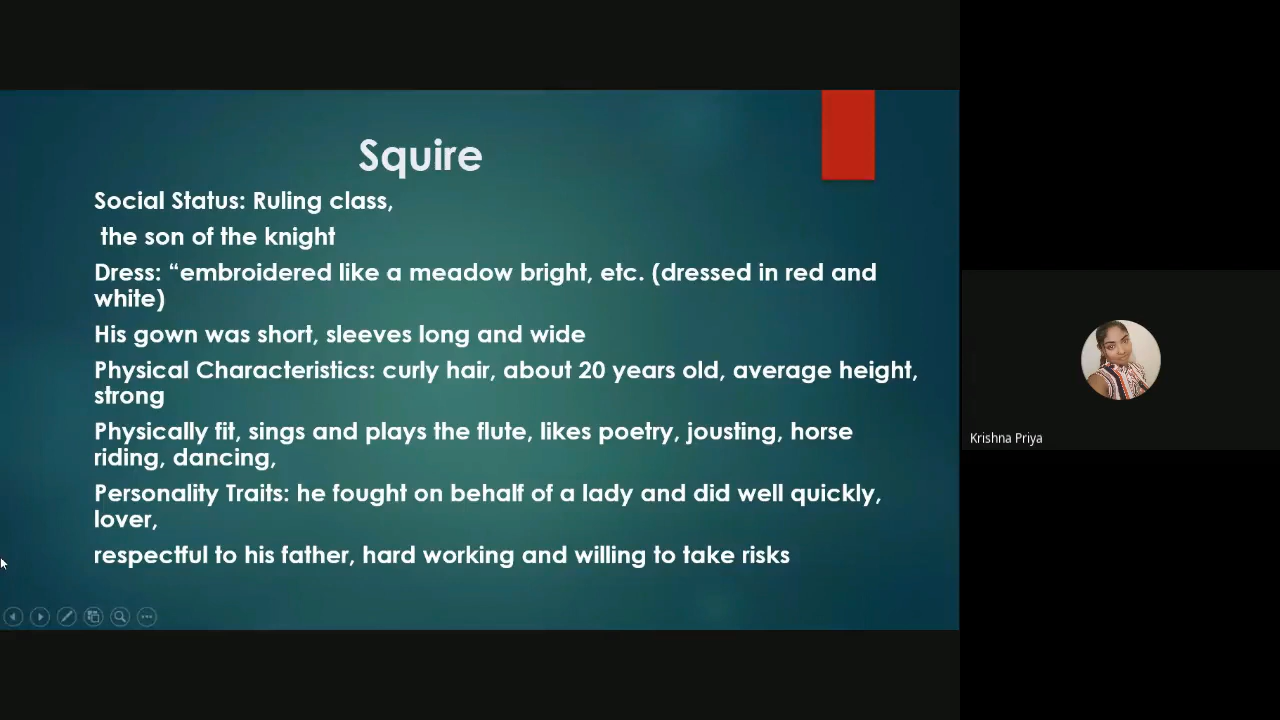 Squire
Social Status: Ruling class,
the son of the knight
Dress: “embroidered like a meadow bright, etc. (dressed in red and
white)
His gown was short, sleeves long and wide
Physical Characteristics: curly hair, about 20 years old, average height,
strong
Physically fit, sings and plays the flute, likes poetry, jousting, horse
riding, dancing,
Personality Traits: he fought on behalf of a lady and did well quickly,
lover,
respectful to his father, hard working and willing to take risks
Krishna Priya